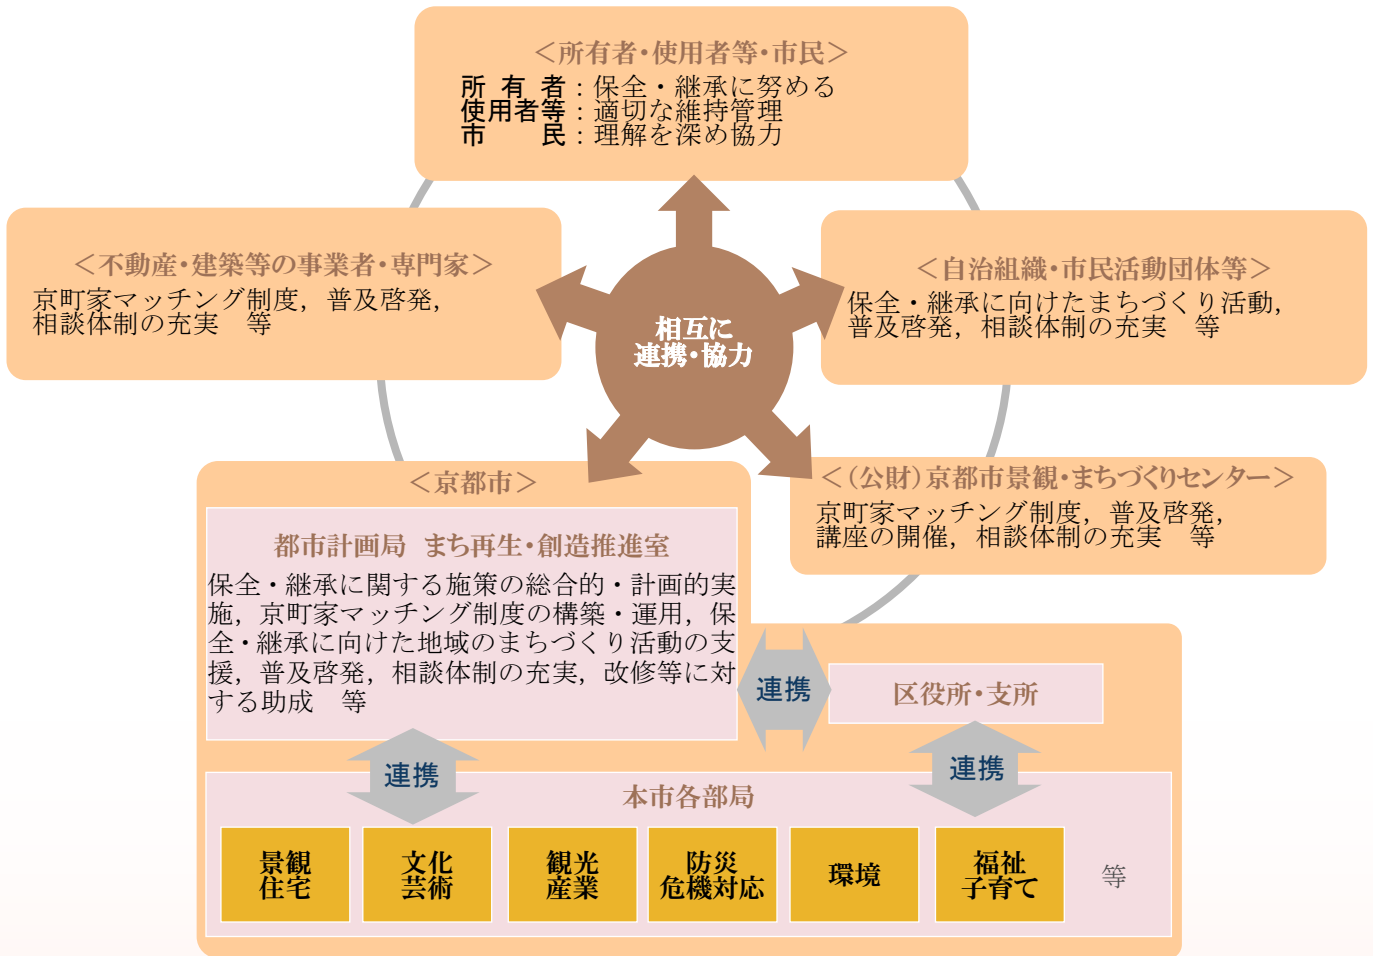 ＜所有者・使用者等・市民＞
所 有 者：保全・継承に努める
使用者等：適切な維持管理
市　　民：理解を深め協力
＜不動産・建築等の事業者・専門家＞
京町家マッチング制度，普及啓発，
相談体制の充実　等
＜自治組織・市民活動団体等＞
保全・継承に向けたまちづくり活動，
普及啓発，相談体制の充実　等
相互に
連携・協力
＜京都市＞
都市計画局　まち再生・創造推進室
保全・継承に関する施策の総合的・計画的実
施，京町家マッチング制度の構築・運用，保
全・継承に向けた地域のまちづくり活動の支
援，普及啓発，相談体制の充実，改修等に対
する助成　等
＜（公財）京都市景観・まちづくりセンター＞
京町家マッチング制度，普及啓発，
講座の開催，相談体制の充実　等
連携
区役所・支所
連携
連携
本市各部局
景観
住宅
文化
芸術
観光
産業
防災
危機対応
環境
福祉
子育て
等